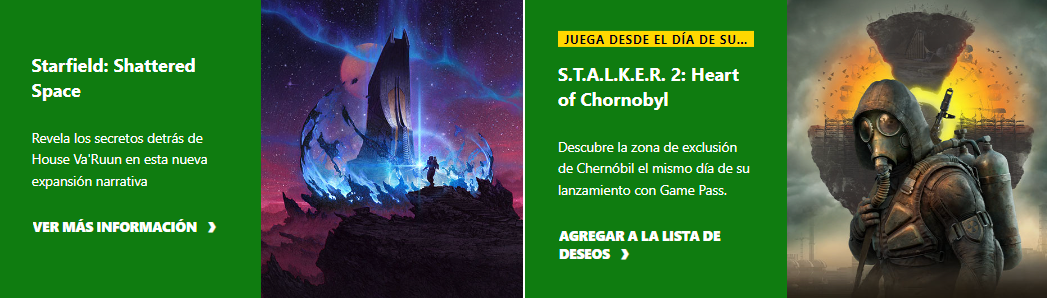 Starfield: Shattered
Space
Revela los secretos detrás de
House Va'Ruun en esta nueva
expansión narrativa
VER MÁS INFORMACIÓN
JUEGA DESDE EL DÍA DE SU...
S.T.A.L.K.E.R. 2: Heart
of Chornobyl
Descubre la zona de exclusión
de Chernóbil el mismo día de su
lanzamiento con Game Pass.
AGREGAR A LA LISTA DE
DESEOS